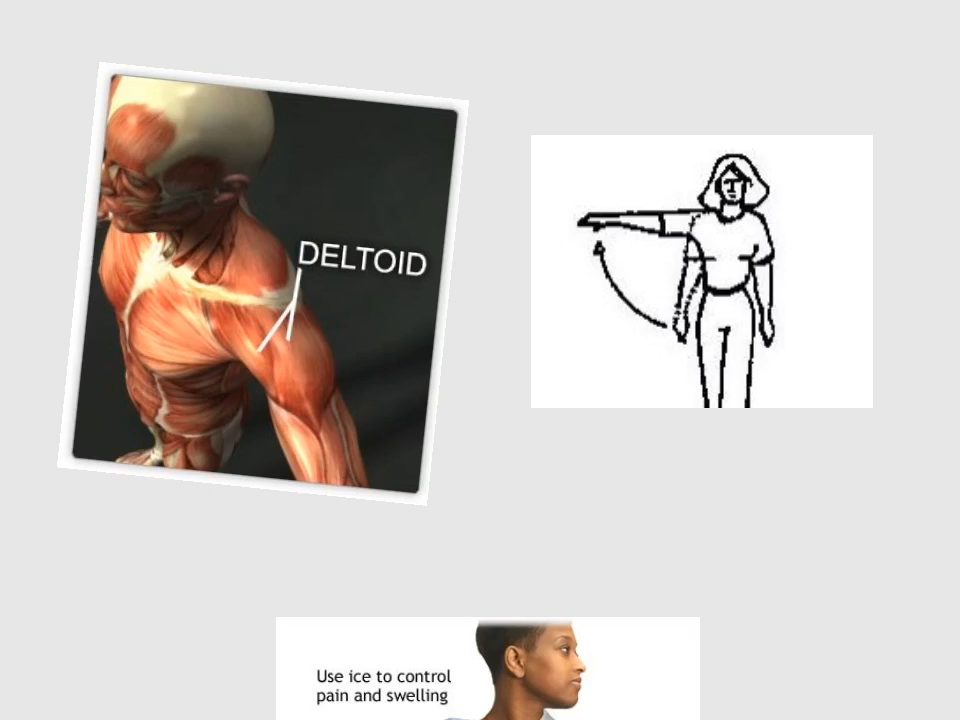 DELTOID
Use ice to control
pain and swelling